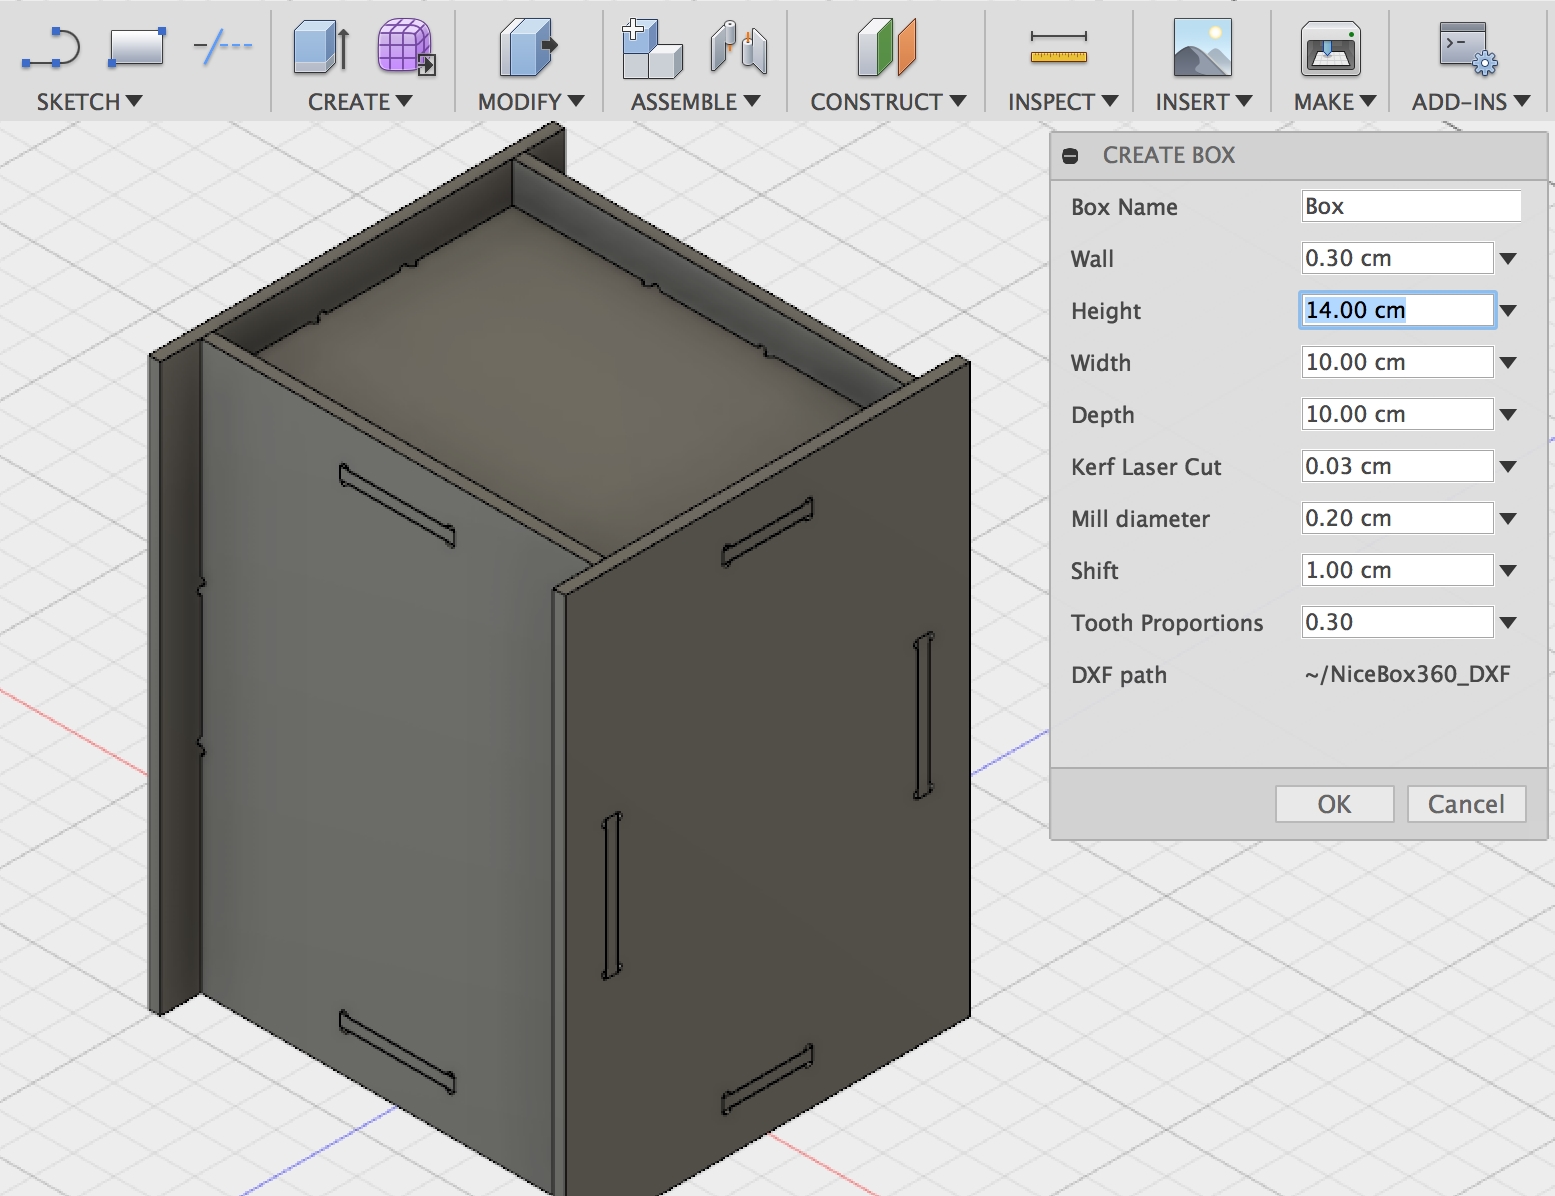 SKETCH CREATE MODIFY ASSEMBLE CONSTRUCT INSPECT INSERT MAKE ADD-INS
CREATE BOX
Box Name Box
Wall 0.30 cm
Height 14.00 cm
Width 10.00 cm
Depth 10.00 cm
Kerf Laser Cut 0.03 cm
Mill diameter 0.20 cm
Shift 1.00 cm
Tooth Proportions 0.30
DXF path ~/NiceBox360_DXF
OK Cancel